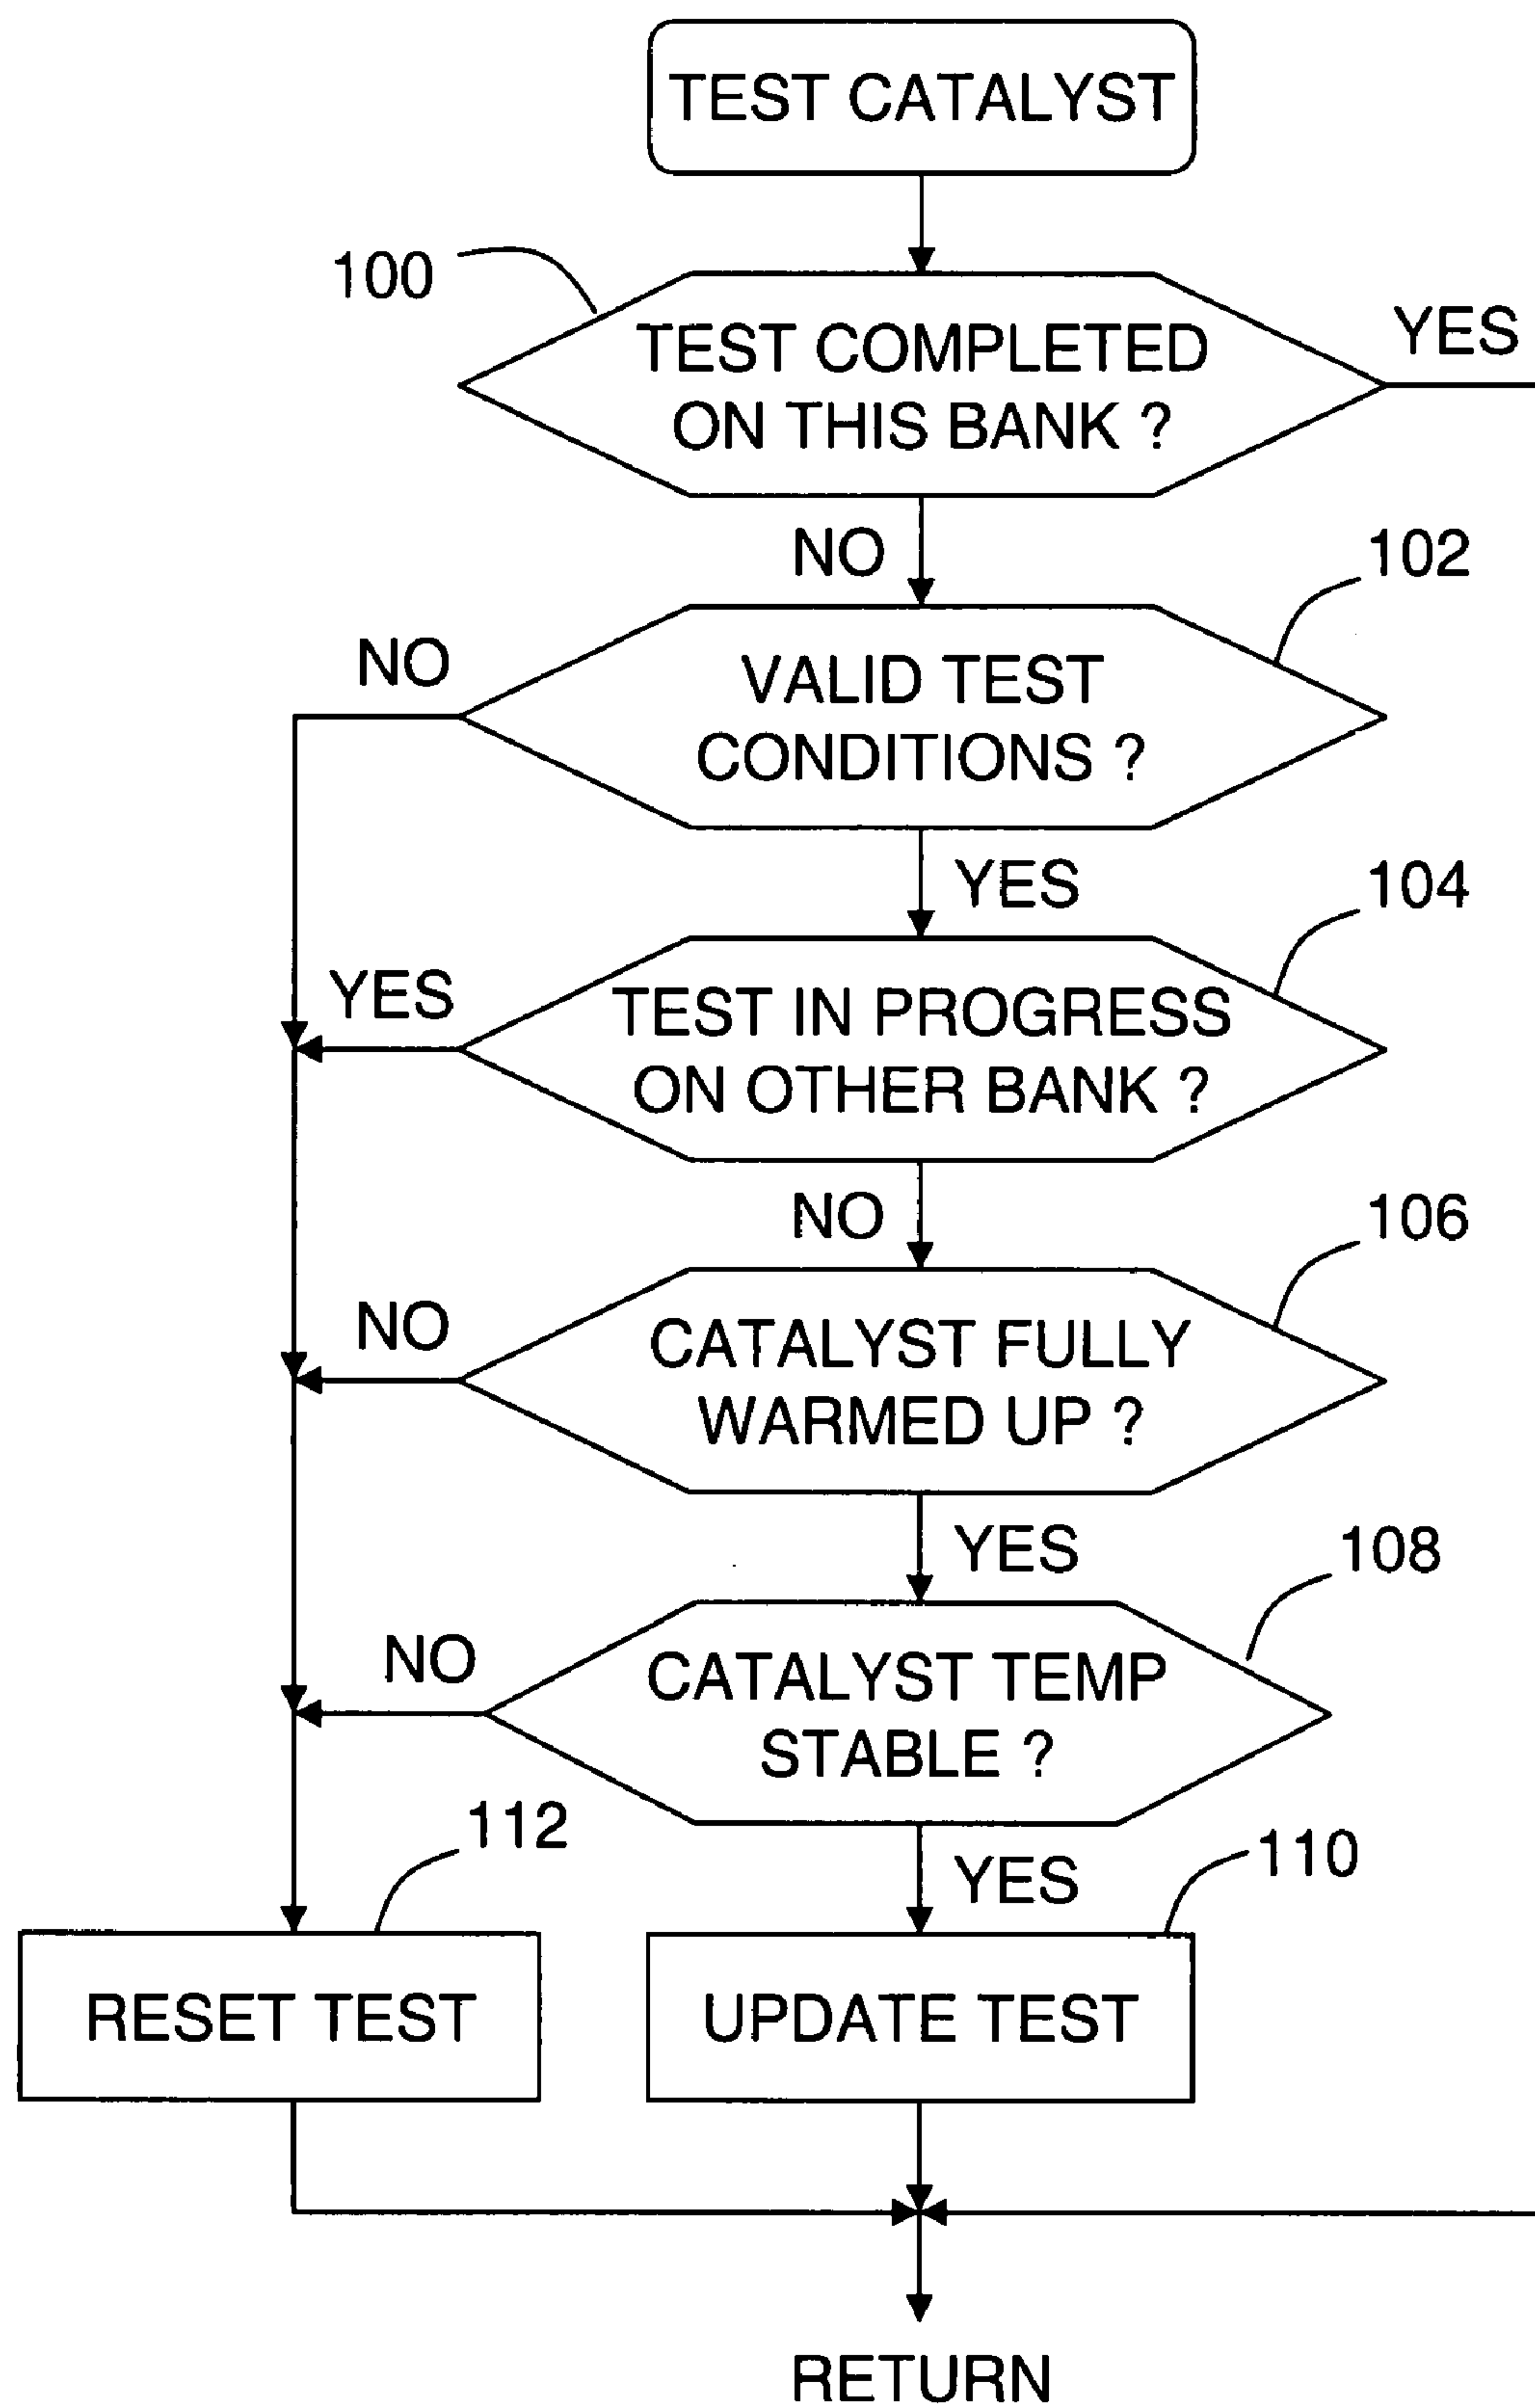 TEST CATALYST
100
TEST COMPLETED
ON THIS BANK ?
YES
NO
102
NO
VALID TEST
CONDITIONS ?
YES
104
YES
TEST IN PROGRESS
ON OTHER BANK ?
NO
106
NO
CATALYST FULLY
WARMED UP ?
YES
108
NO
CATALYST TEMP
STABLE ?
112
YES
110
RESET TEST
UPDATE TEST
RETURN